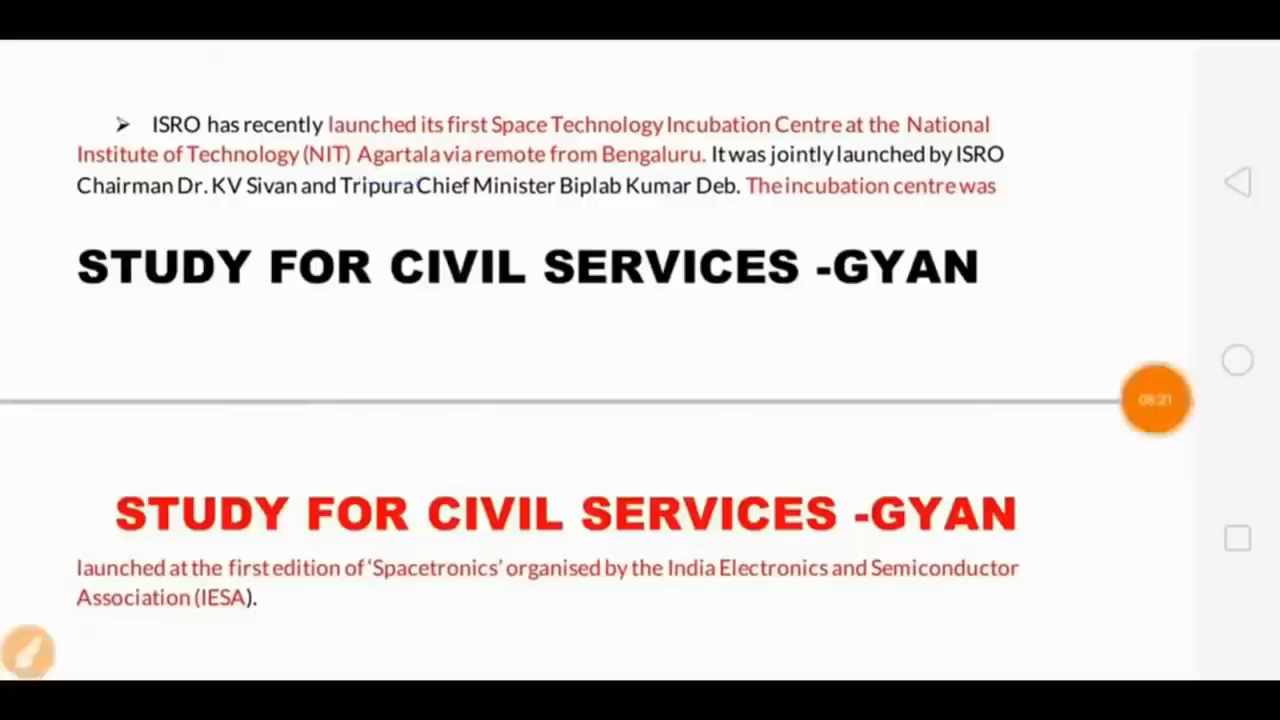 ➢ ISRO has recently launched its first Space Technology Incubation Centre at the National
Institute of Technology (NIT) Agartala via remote from Bengaluru. It was jointly launched by ISRO
Chairman Dr. KV Sivan and Tripura Chief Minister Biplab Kumar Deb. The incubation centre was
STUDY FOR CIVIL SERVICES -GYAN
08:21
STUDY FOR CIVIL SERVICES -GYAN
launched at the first edition of ‘Spacetronics’ organised by the India Electronics and Semiconductor
Association (IESA).